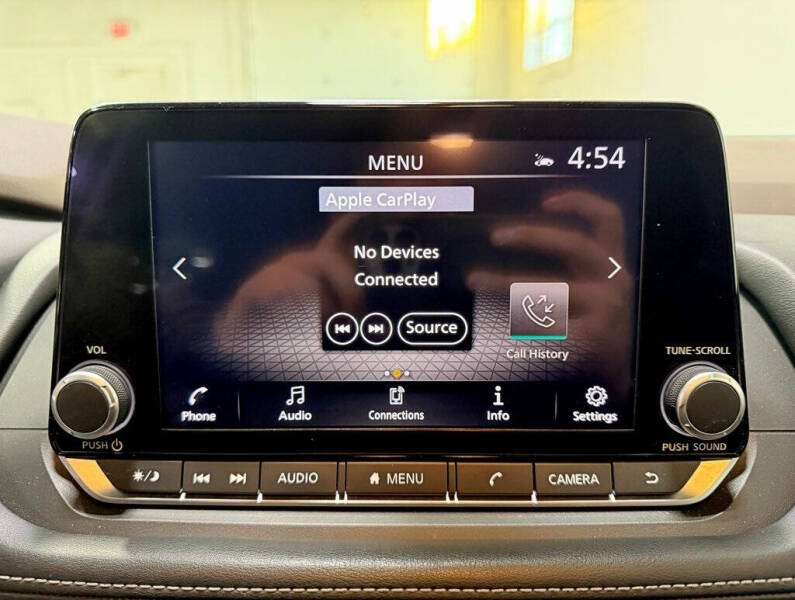 MENU
4:54
Apple CarPlay
No Devices
Connected
Source
Call History
VOL
TUNE-SCROLL
Phone
Audio
Connections
Info
Settings
PUSH
PUSH SOUND
AUDIO
MENU
CAMERA